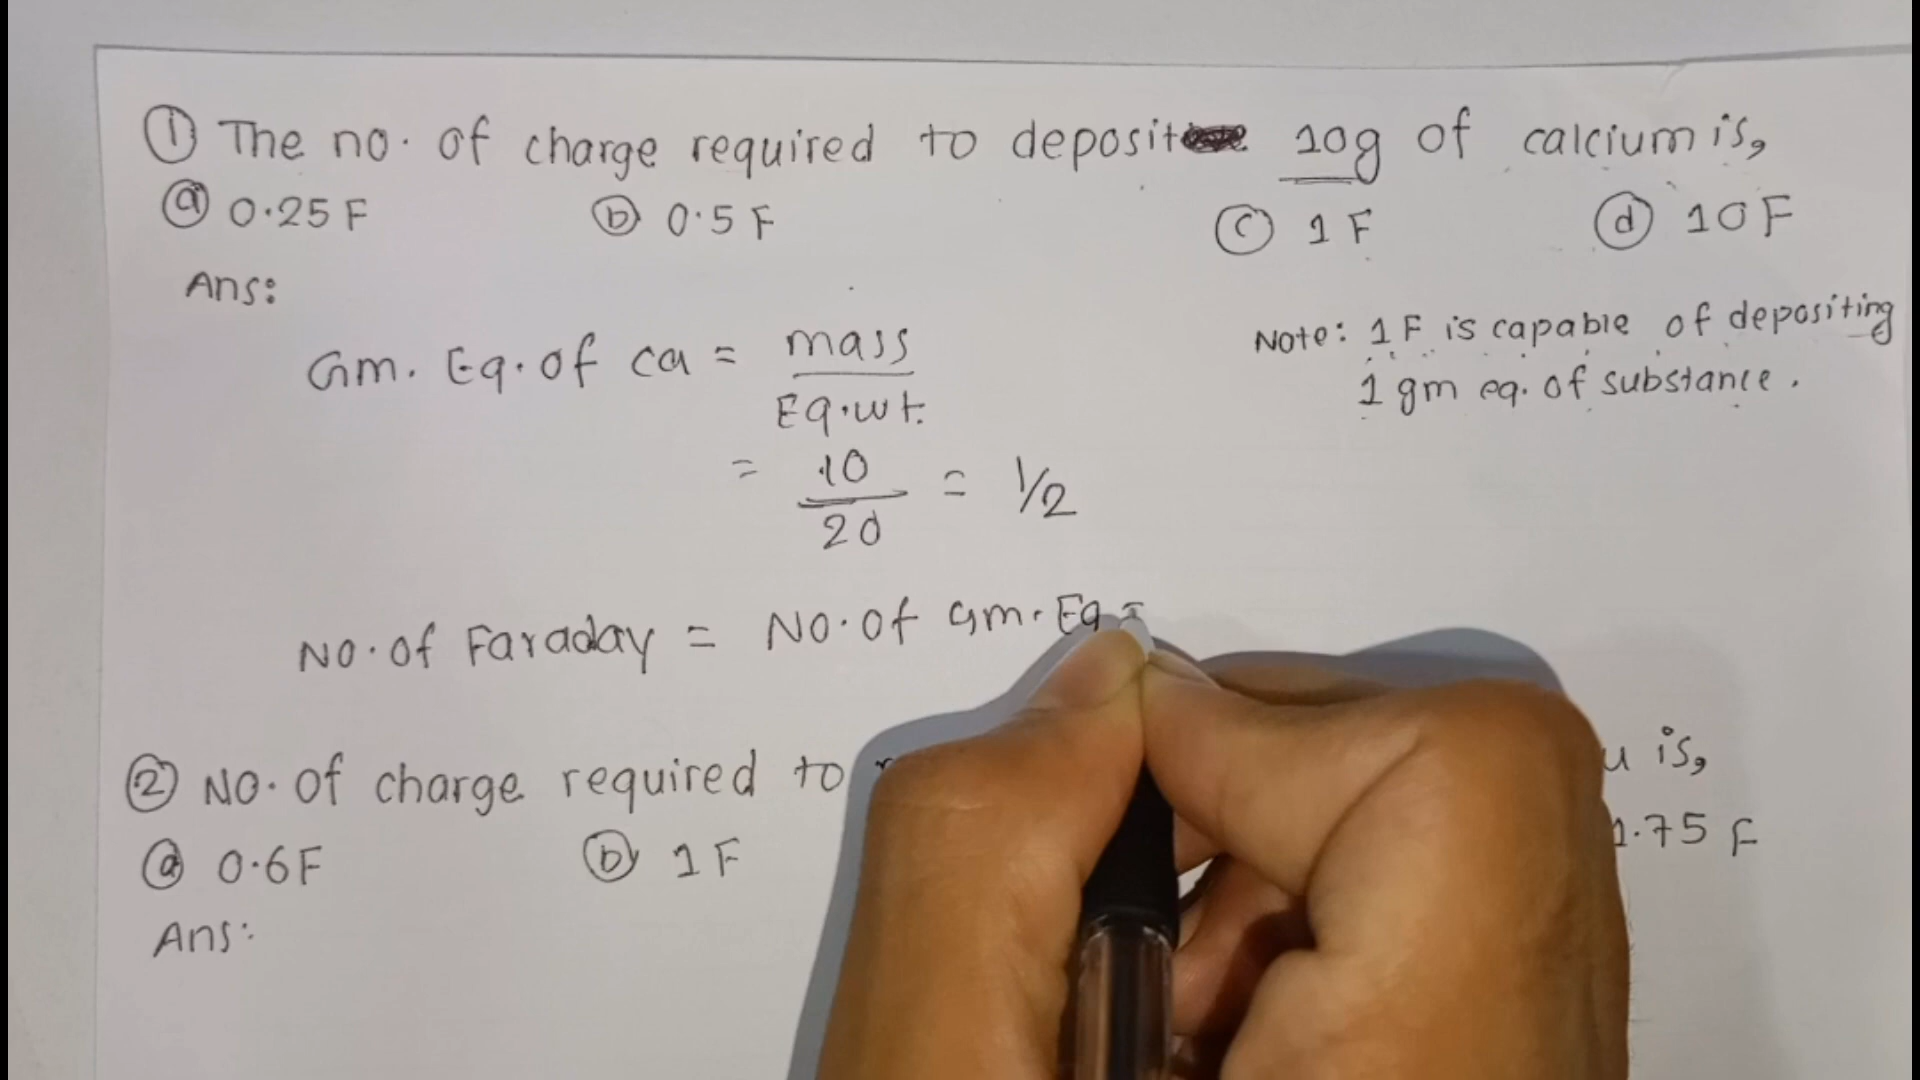 ① The no. of charge required to deposit 10g of calcium is,
ⓐ 0.25 F ⓑ 0.5 F ⓒ 1 F ⓓ 10 F
Ans:
Gm. Eq. of ca = mass
Eq.wt.
= 10
20
= 1/2
Note: 1 F is capable of depositing
1 gm eq. of substance.
No. of Faraday = No. of Gm. Eq =
② No. of charge required to
u is,
ⓐ 0.6 F ⓑ 1 F
1.75 F
Ans: